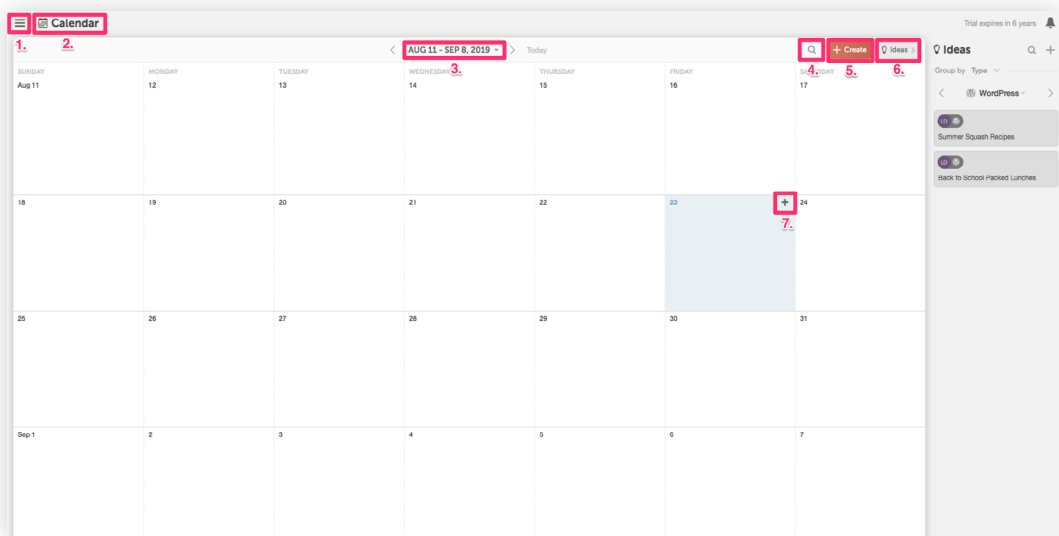 Calendar
Trial expires in 6 years
1.
2.
AUG 11 - SEP 8, 2019
Today
3.
+ Create
Ideas
4.
5.
6.
Ideas
Group by Type
WordPress
LD
Summer Squash Recipes
LD
Back to School Packed Lunches
SUNDAY MONDAY TUESDAY WEDNESDAY THURSDAY FRIDAY SATURDAY
Aug 11 12 13 14 15 16 17
18 19 20 21 22 23 + 24
7.
25 26 27 28 29 30 31
Sep 1 2 3 4 5 6 7